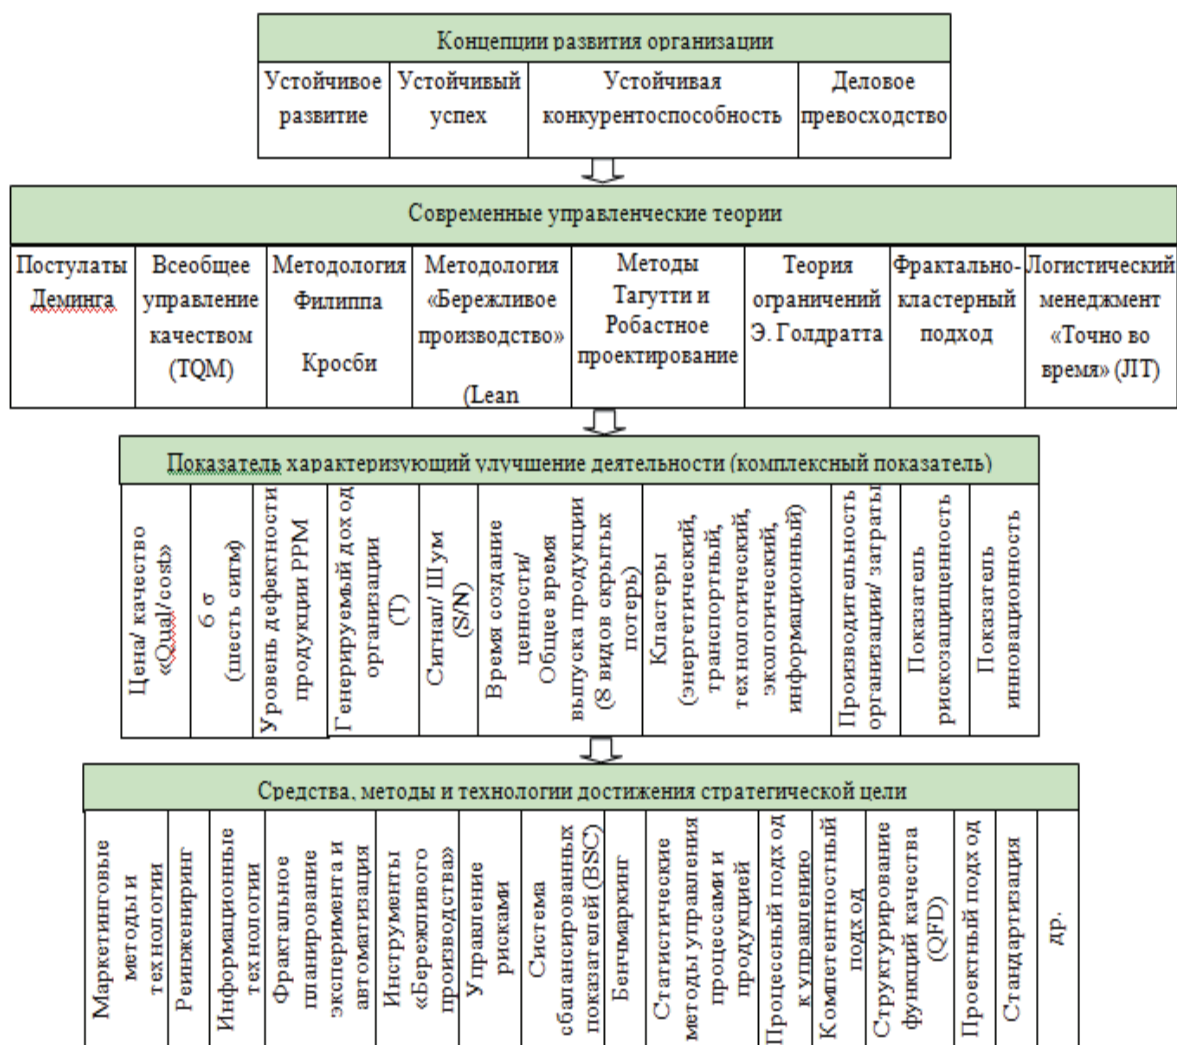 Концепции развития организации
Устойчивое
развитие
Устойчивый
успех
Устойчивая
конкурентоспособность
Деловое
превосходство
Современные управленческие теории
Постулаты
Деминга
Всеобщее
управление
качеством
(TQM)
Методология
Филиппа
Кросби
Методология
«Бережливое
производство»
(Lean
Методы
Тагутти и
Робастное
проектирование
Теория
ограничений
Э. Голдратта
Фрактально-
кластерный
подход
Логистический
менеджмент
«Точно во
время» (JIT)
Показатель характеризующий улучшение деятельности (комплексный показатель)
Цена/ качество
«Qual/cost»
6 σ
(шесть сигм)
Уровень дефектности
продукции PPM
Генерируемый доход
организации
(T)
Сигнал/ Шум
(S/N)
Время создание
ценности/
Общее время
выпуска продукции
(8 видов скрытых
потерь)
Кластеры
(энергетический,
транспортный,
технологический,
экологический,
информационный)
Производительность
организации/ затраты
Показатель
рискозащищенность
Показатель
инновационность
Средства, методы и технологии достижения стратегической цели
Маркетинговые
методы и
технологии
Реинжениринг
Информационные
технологии
Фрактальное
планирование
эксперимента и
автоматизация
Инструменты
«Бережливого
производства»
Управление
рисками
Система
сбалансированных
показателей (BSC)
Бенчмаркинг
Статистические
методы управления
процессами и
продукцией
Процессный подход
к управлению
Компетентностный
подход
Структурирование
функций качества
(QFD)
Проектный подход
Стандартизация
др.